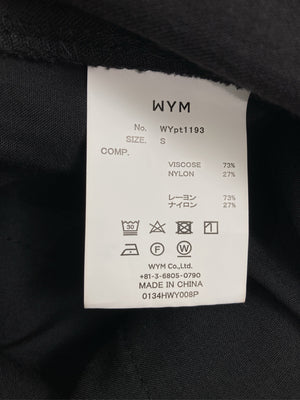 WYM
No. WYpt1193
SIZE. S
COMP.
VISCOSE 73%
NYLON 27%
レーヨン 73%
ナイロン 27%
30
F W
WYM Co.,Ltd.
+81-3-6805-0790
MADE IN CHINA
0134HWY008P